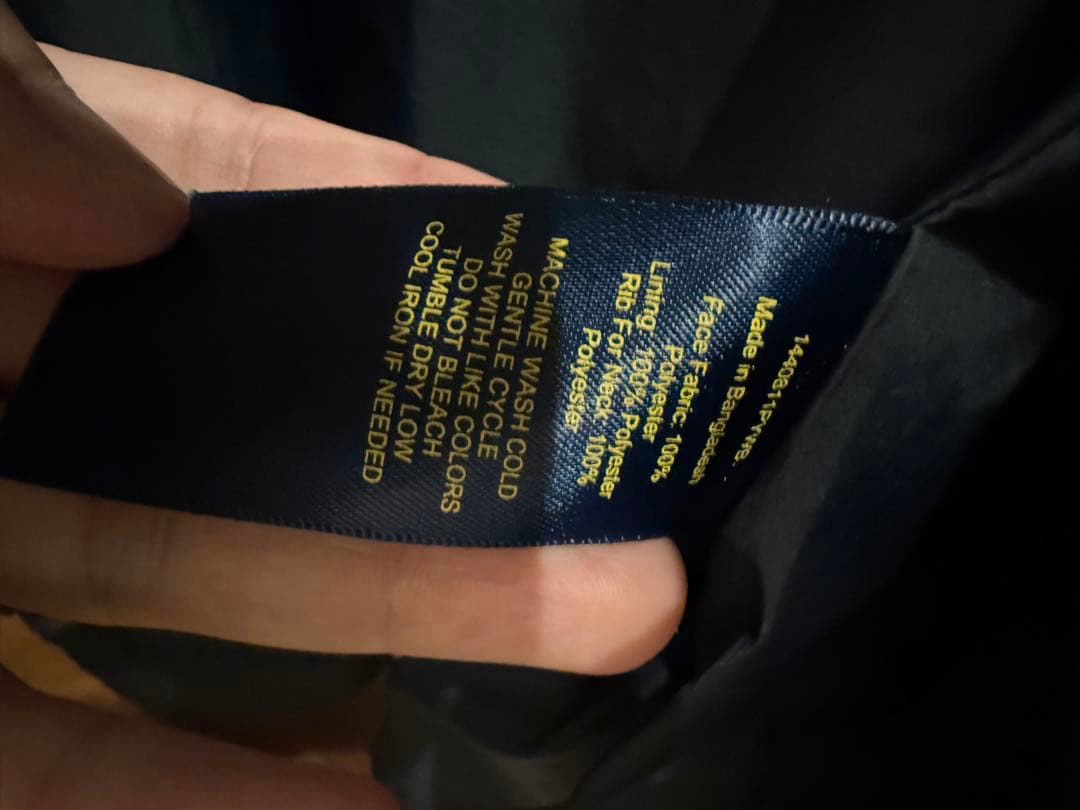 Made in Bangladesh
Face Fabric: 100%
Polyester
Lining: 100% Polyester
Rib For Neck: 100%
Polyester
MACHINE WASH COLD
GENTLE CYCLE
WASH WITH LIKE COLORS
DO NOT BLEACH
TUMBLE DRY LOW
COOL IRON IF NEEDED